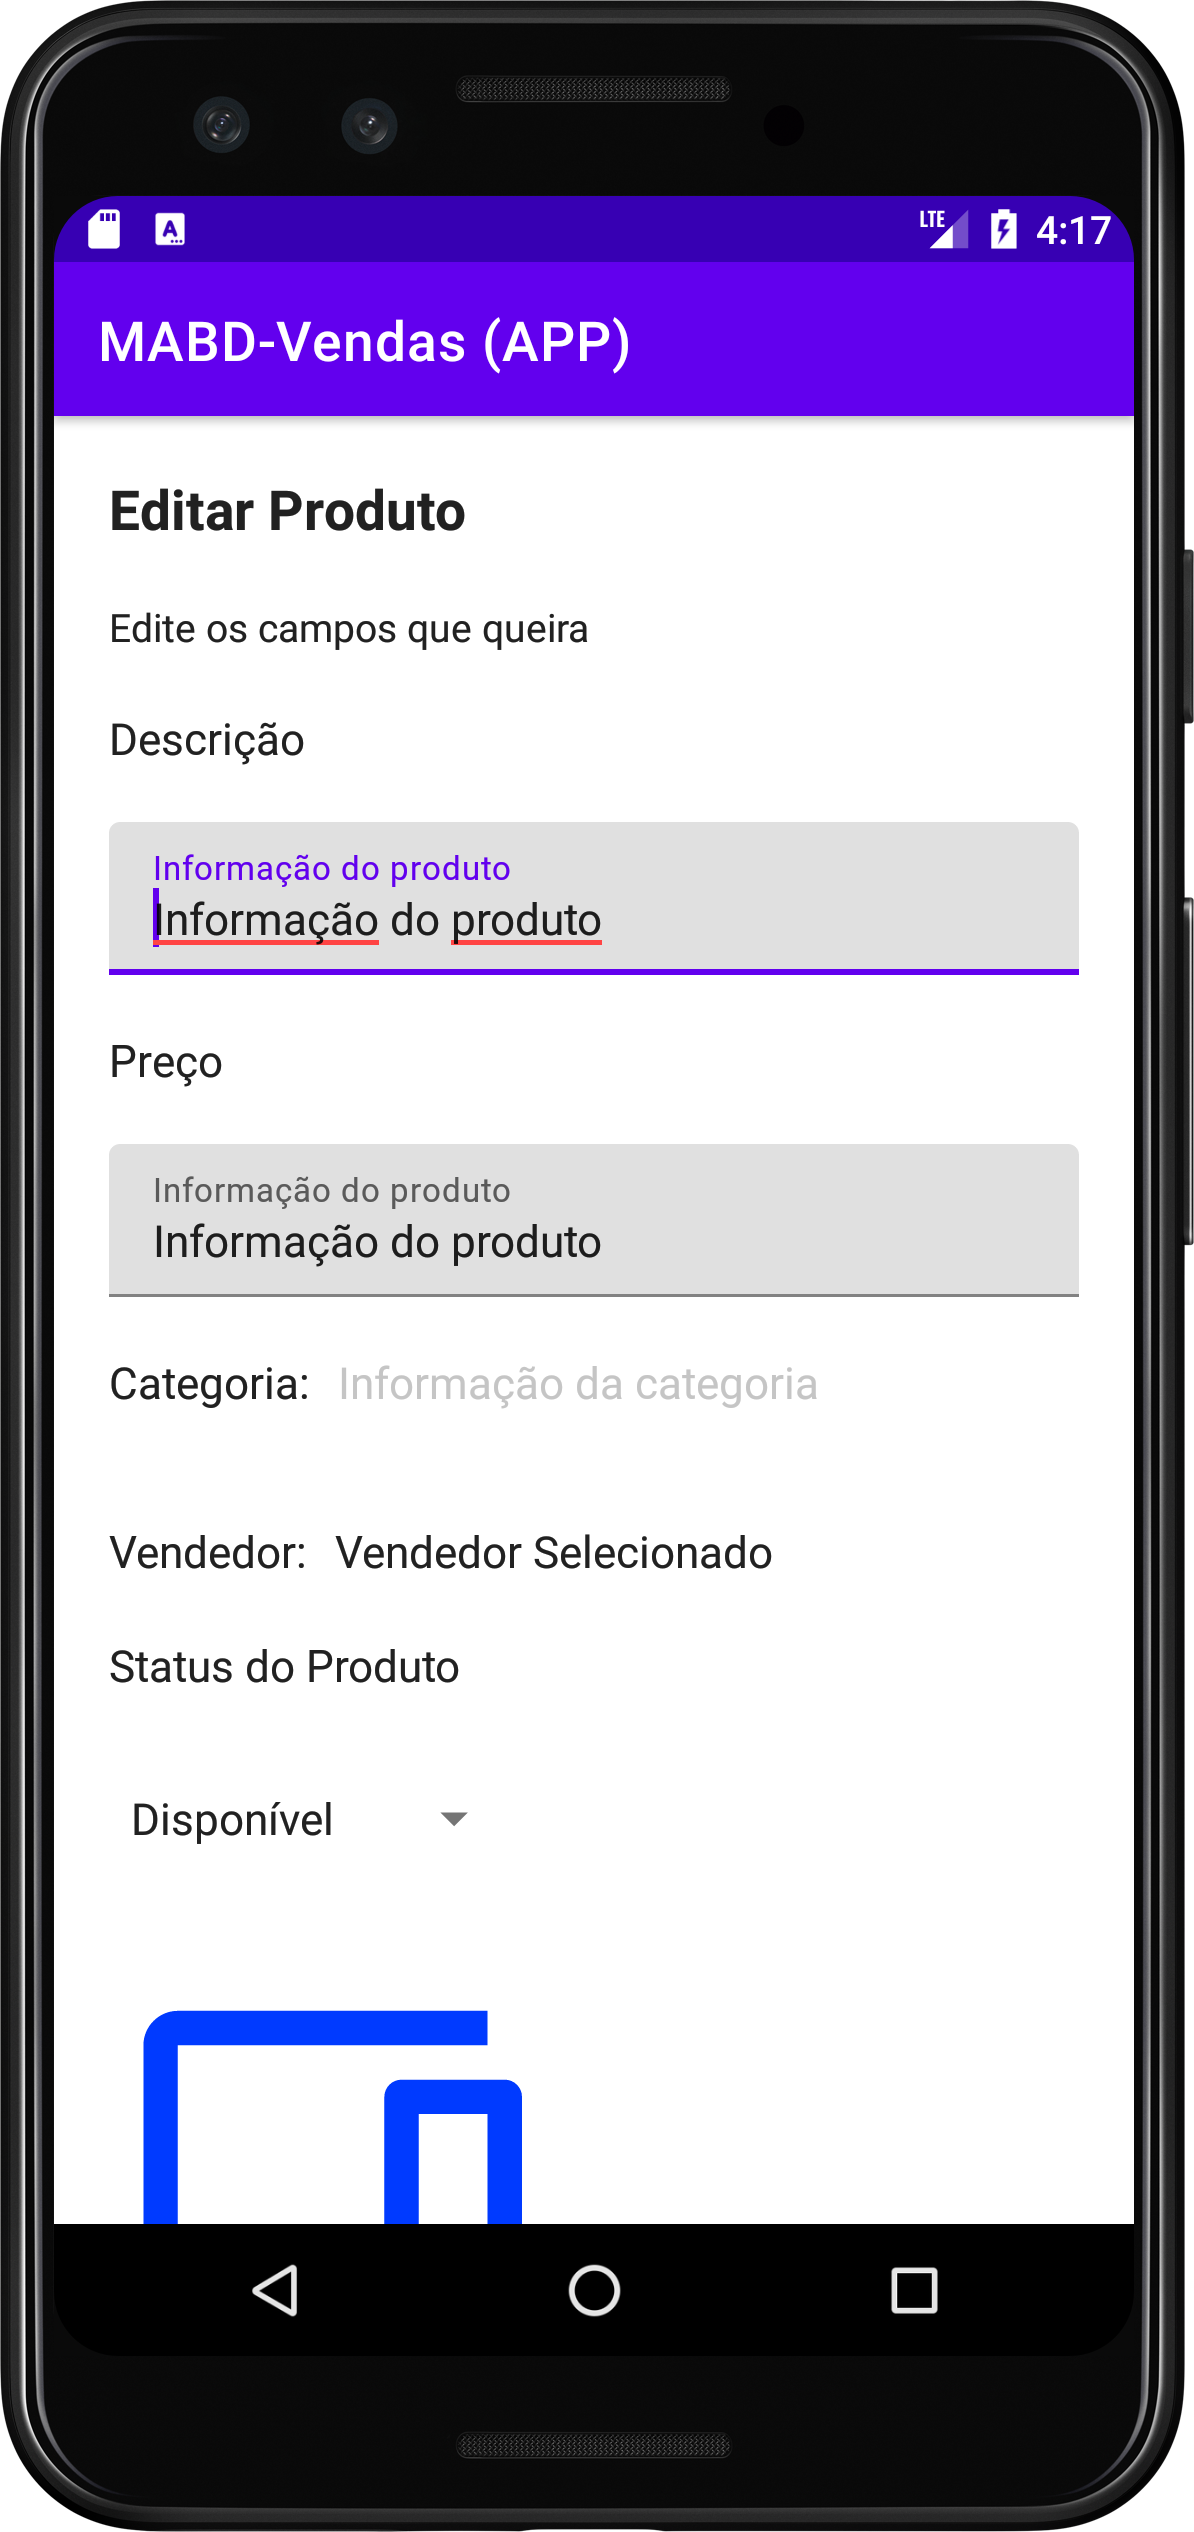 LTE 4:17
MABD-Vendas (APP)
Editar Produto
Edite os campos que queira
Descrição
Informação do produto
Informação do produto
Preço
Informação do produto
Informação do produto
Categoria: Informação da categoria
Vendedor: Vendedor Selecionado
Status do Produto
Disponível